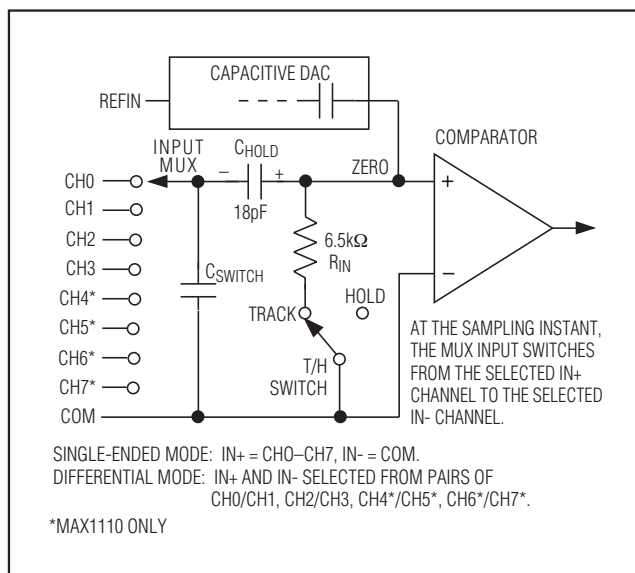 CAPACITIVE DAC
REFIN
COMPARATOR
INPUT
MUX
CHOLD
ZERO
– +
+
CH0
18pF
CH1
6.5kΩ
RIN
CH2
CH3
CSWITCH
–
HOLD
CH4*
TRACK
CH5*
AT THE SAMPLING INSTANT,
THE MUX INPUT SWITCHES
FROM THE SELECTED IN+
CHANNEL TO THE SELECTED
IN- CHANNEL.
CH6*
T/H
SWITCH
CH7*
COM
SINGLE-ENDED MODE: IN+ = CHO–CH7, IN- = COM.
DIFFERENTIAL MODE: IN+ AND IN- SELECTED FROM PAIRS OF
CH0/CH1, CH2/CH3, CH4*/CH5*, CH6*/CH7*.
*MAX1110 ONLY